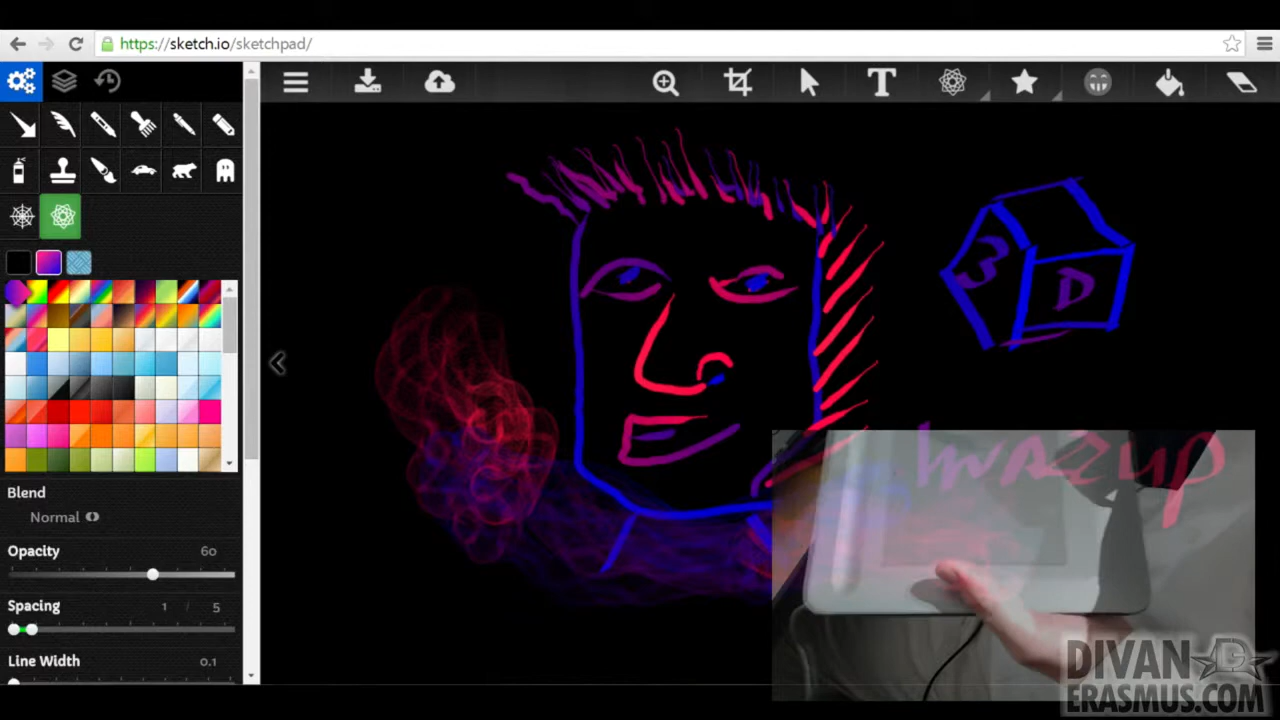 https://sketch.io/sketchpad/
T
3
D
wazup
Blend
Normal
Opacity 60
Spacing 1 / 5
Line Width 0.1
DIVAN
ERASMUS.COM